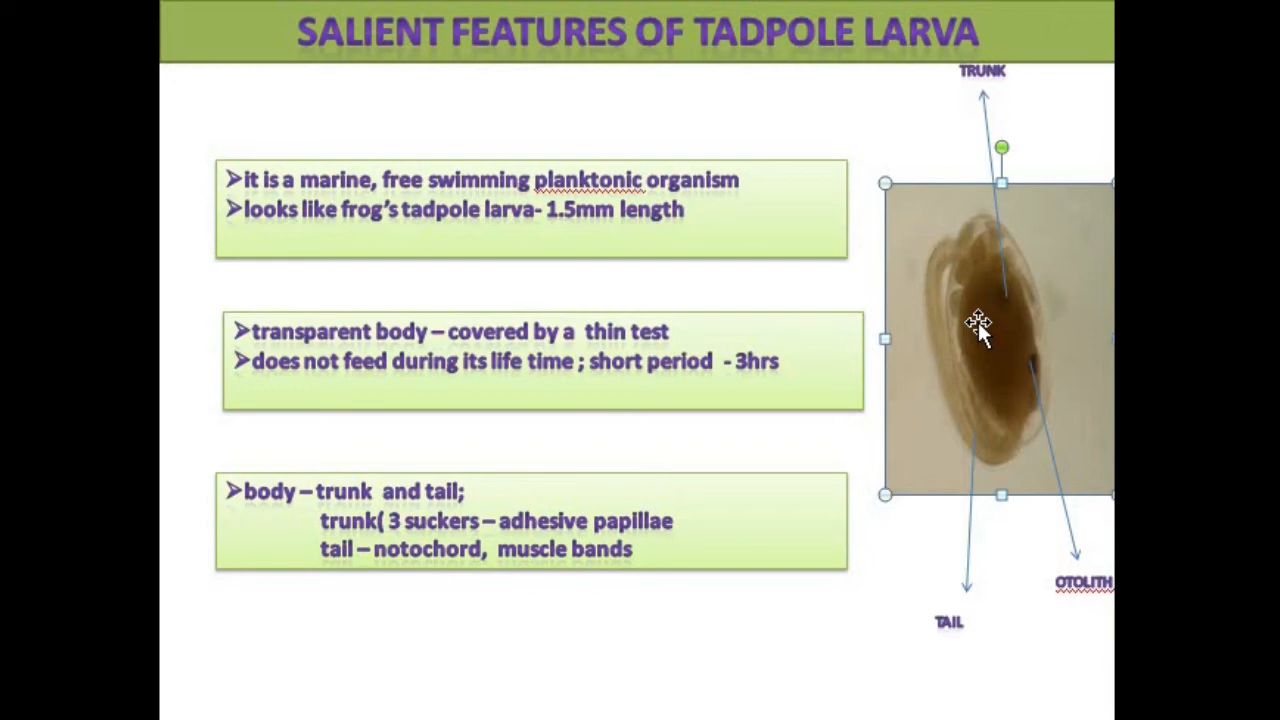 SALIENT FEATURES OF TADPOLE LARVA
TRUNK
➢it is a marine, free swimming planktonic organism
➢looks like frog's tadpole larva- 1.5mm length
➢transparent body – covered by a thin test
➢does not feed during its life time ; short period - 3hrs
➢body – trunk and tail;
trunk( 3 suckers – adhesive papillae
tail – notochord, muscle bands
OTOLITH
TAIL